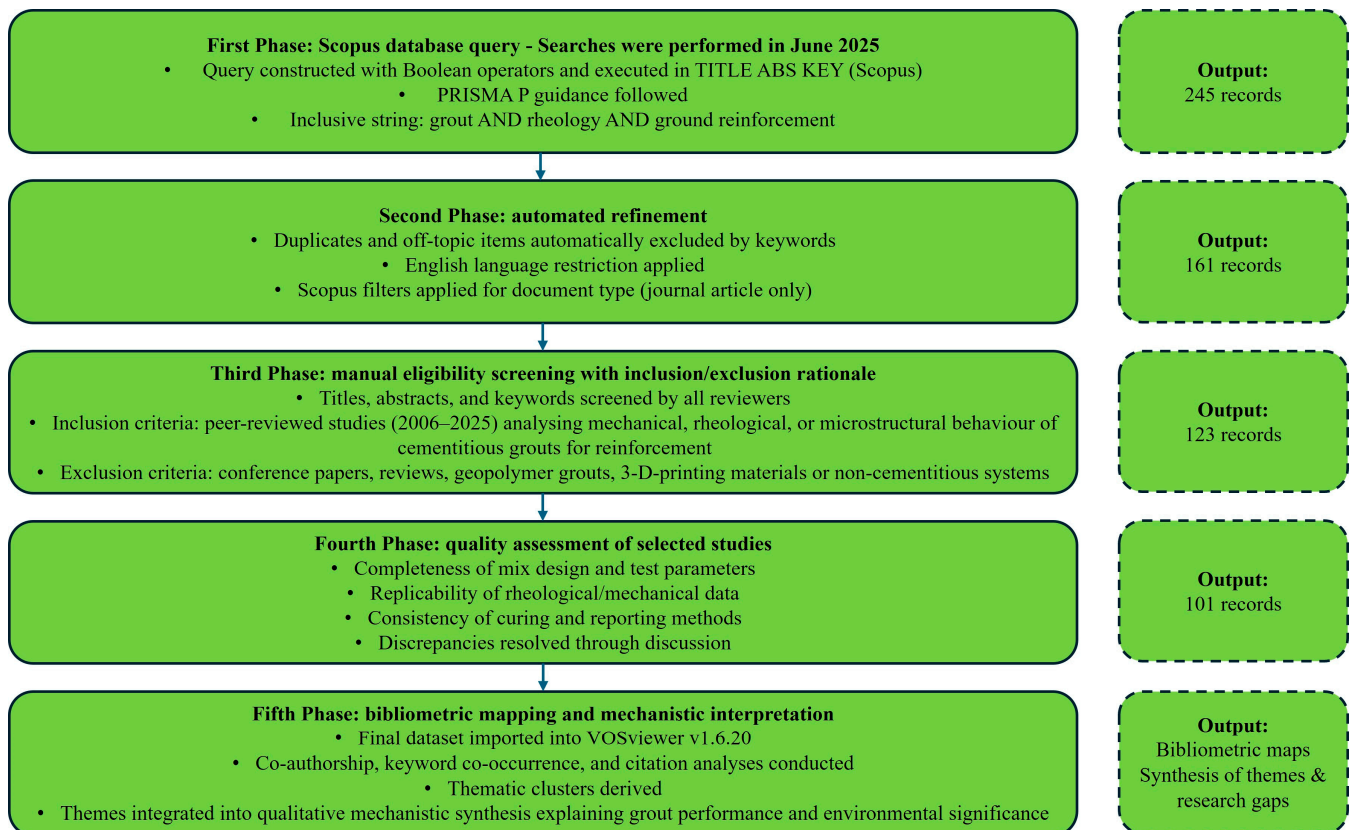 First Phase: Scopus database query - Searches were performed in June 2025
• Query constructed with Boolean operators and executed in TITLE ABS KEY (Scopus)
• PRISMA P guidance followed
• Inclusive string: grout AND rheology AND ground reinforcement
Output:
245 records
Second Phase: automated refinement
• Duplicates and off-topic items automatically excluded by keywords
• English language restriction applied
• Scopus filters applied for document type (journal article only)
Output:
161 records
Third Phase: manual eligibility screening with inclusion/exclusion rationale
• Titles, abstracts, and keywords screened by all reviewers
• Inclusion criteria: peer-reviewed studies (2006–2025) analysing mechanical, rheological, or microstructural behaviour of
cementitious grouts for reinforcement
• Exclusion criteria: conference papers, reviews, geopolymer grouts, 3-D-printing materials or non-cementitious systems
Output:
123 records
Fourth Phase: quality assessment of selected studies
• Completeness of mix design and test parameters
• Replicability of rheological/mechanical data
• Consistency of curing and reporting methods
• Discrepancies resolved through discussion
Output:
101 records
Fifth Phase: bibliometric mapping and mechanistic interpretation
• Final dataset imported into VOSviewer v1.6.20
• Co-authorship, keyword co-occurrence, and citation analyses conducted
• Thematic clusters derived
• Themes integrated into qualitative mechanistic synthesis explaining grout performance and environmental significance
Output:
Bibliometric maps
Synthesis of themes &
research gaps